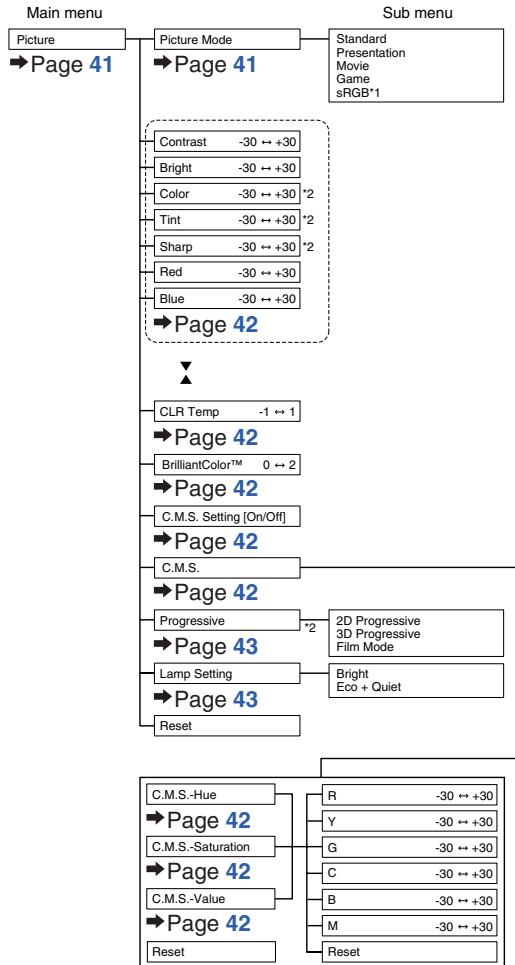 Main menu
Sub menu
Picture
➡Page 41
Picture Mode
➡Page 41
Standard
Presentation
Movie
Game
sRGB*1
Contrast -30 ↔ +30
Bright -30 ↔ +30
Color -30 ↔ +30 *2
Tint -30 ↔ +30 *2
Sharp -30 ↔ +30 *2
Red -30 ↔ +30
Blue -30 ↔ +30
➡Page 42
CLR Temp -1 ↔ 1
➡Page 42
BrilliantColor™ 0 ↔ 2
➡Page 42
C.M.S. Setting [On/Off]
➡Page 42
C.M.S.
➡Page 42
Progressive *2
➡Page 43
2D Progressive
3D Progressive
Film Mode
Lamp Setting
➡Page 43
Bright
Eco + Quiet
Reset
C.M.S.-Hue
➡Page 42
C.M.S.-Saturation
➡Page 42
C.M.S.-Value
➡Page 42
Reset
R -30 ↔ +30
Y -30 ↔ +30
G -30 ↔ +30
C -30 ↔ +30
B -30 ↔ +30
M -30 ↔ +30
Reset